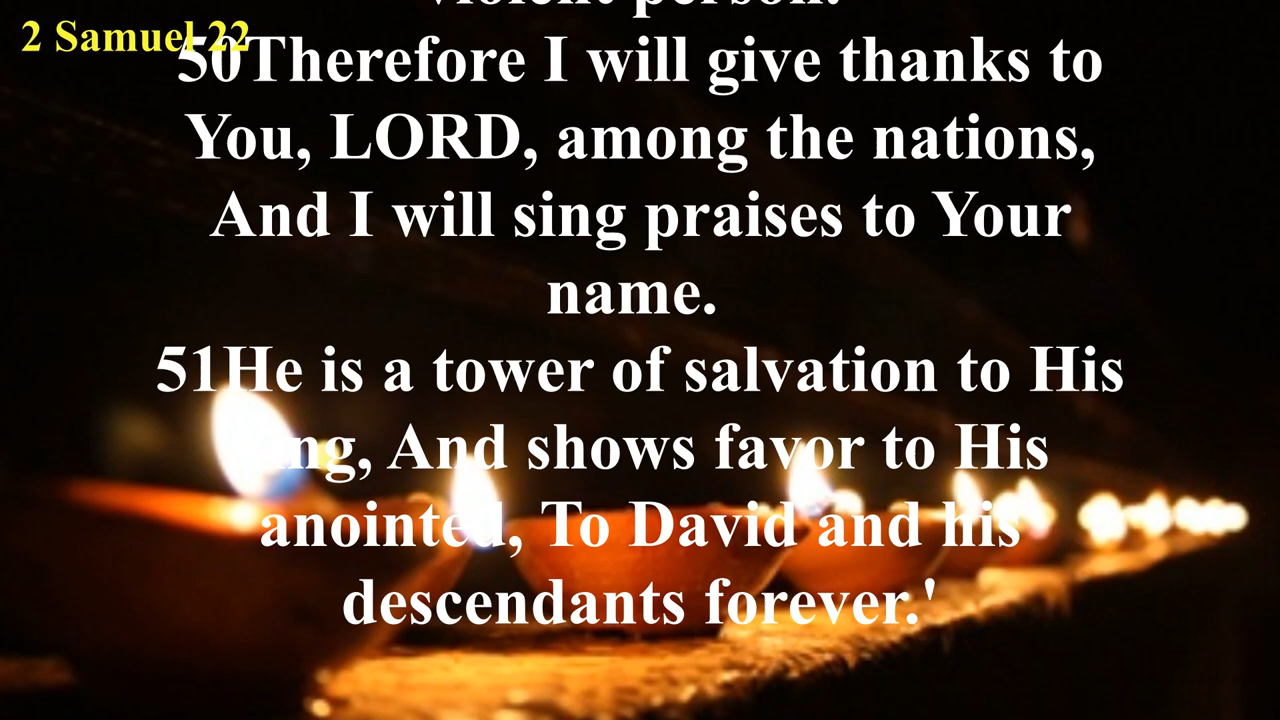 violent person.
2 Samuel 22
50Therefore I will give thanks to
You, LORD, among the nations,
And I will sing praises to Your
name.
51He is a tower of salvation to His
king, And shows favor to His
anointed, To David and his
descendants forever.'